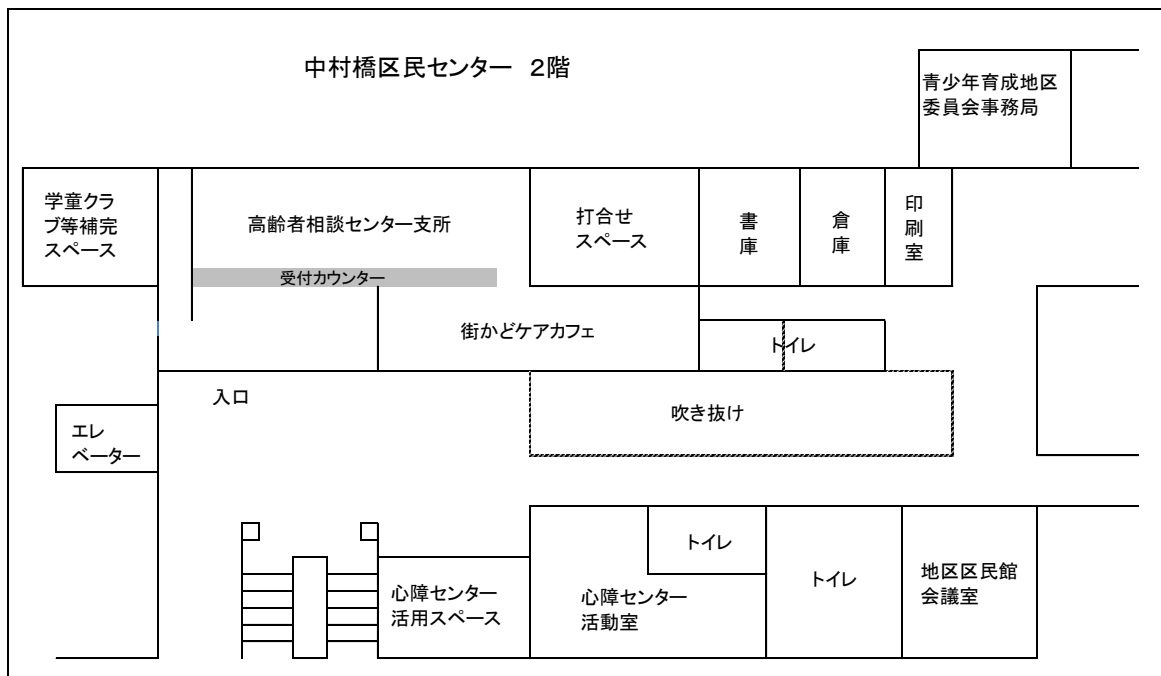 中村橋区民センター　2階
青少年育成地区
委員会事務局
学童クラ
ブ等補完
スペース
高齢者相談センター支所
受付カウンター
打合せ
スペース
書
庫
倉
庫
印
刷
室
街かどケアカフェ
トイレ
入口
吹き抜け
エレ
ベーター
心障センター
活用スペース
心障センター
活動室
トイレ
トイレ
地区区民館
会議室